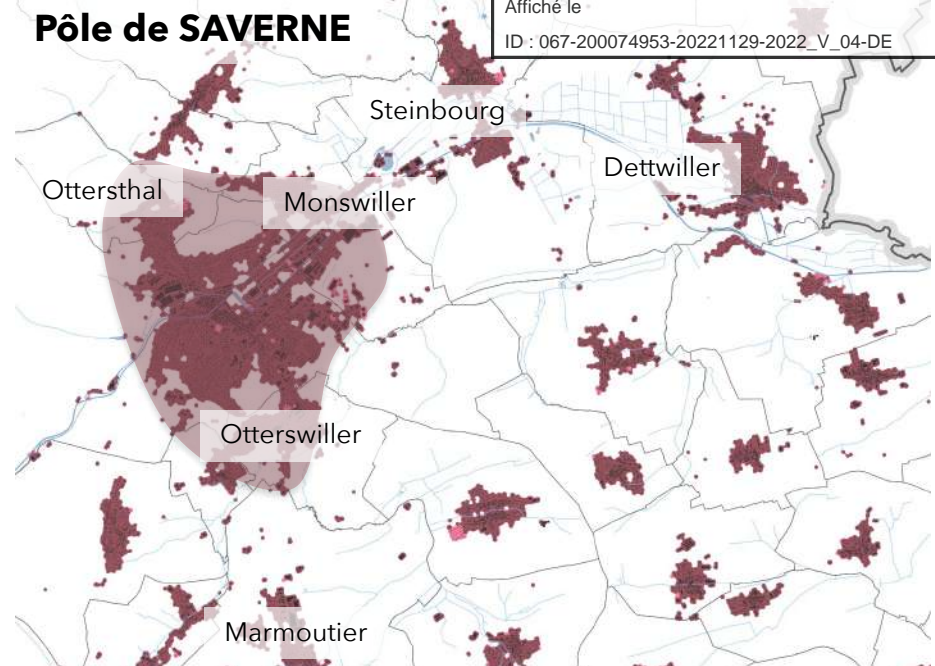 Pôle de SAVERNE
Affiché le
ID : 067-200074953-20221129-2022_V_04-DE
Steinbourg
Dettwiller
Ottersthal
Monswiller
Otterswiller
Marmoutier